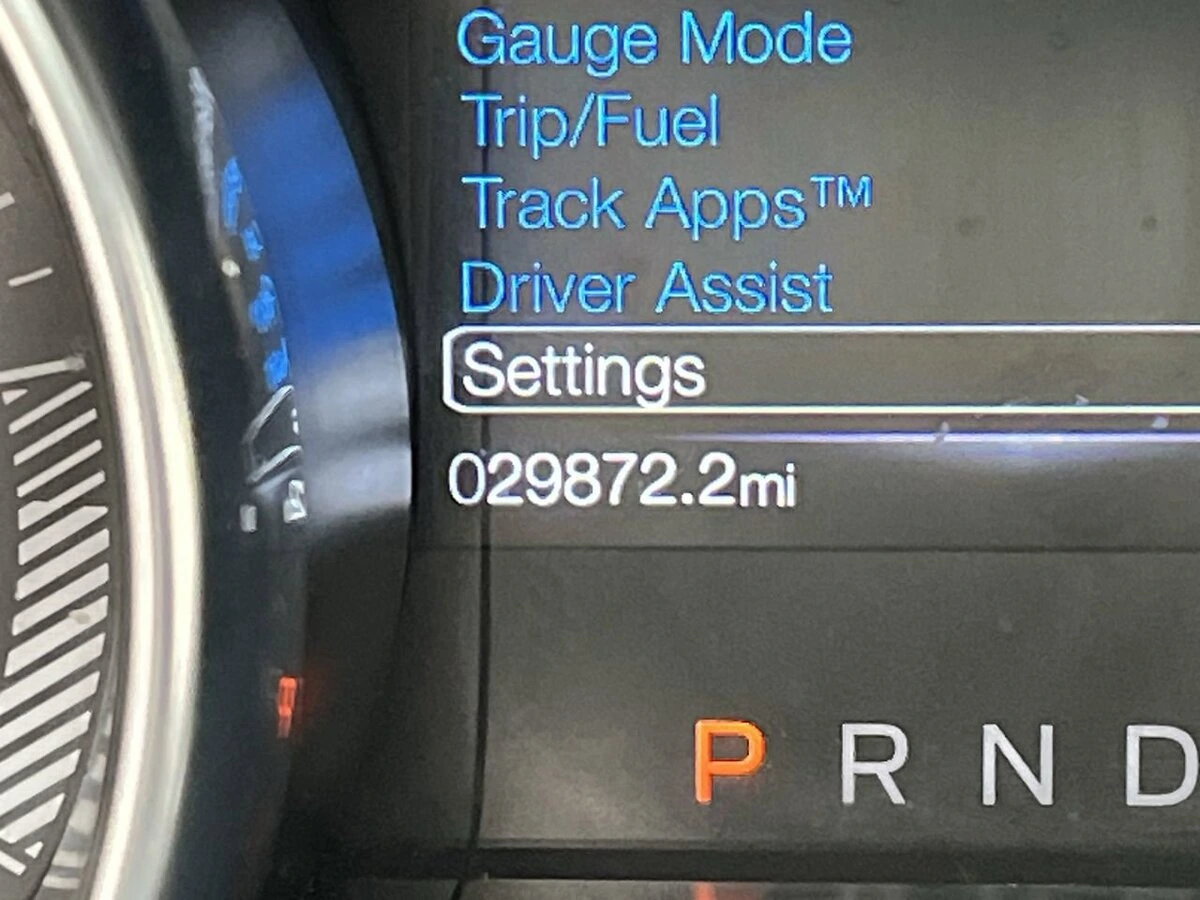 Gauge Mode
Trip/Fuel
Track Apps™
Driver Assist
Settings
029872.2mi
P R N D